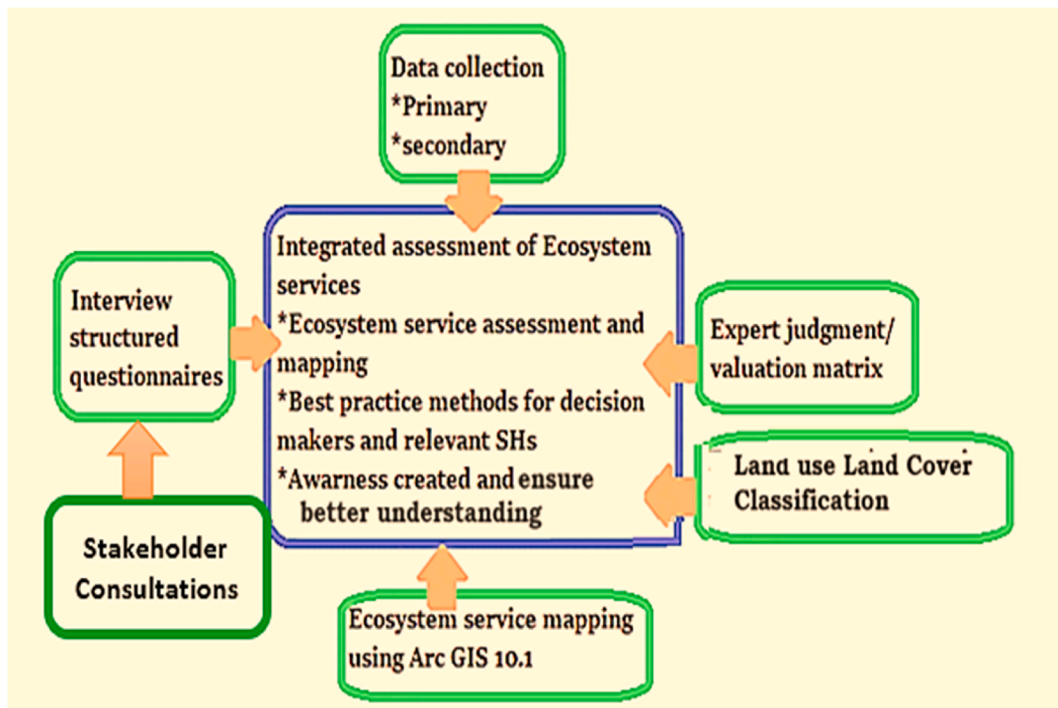 Data collection
*Primary
*secondary
Integrated assessment of Ecosystem
services
*Ecosystem service assessment and
mapping
*Best practice methods for decision
makers and relevant SHs
*Awarness created and ensure
better understanding
Interview
structured
questionnaires
Stakeholder
Consultations
Expert judgment/
valuation matrix
Land use Land Cover
Classification
Ecosystem service mapping
using Arc GIS 10.1